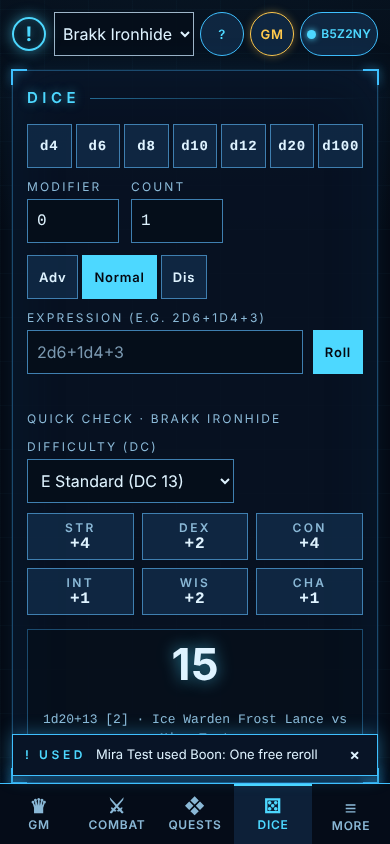 !
Brakk Ironhide
?
GM
B5Z2NY
DICE
d4 d6 d8 d10 d12 d20 d100
MODIFIER COUNT
0 1
Adv Normal Dis
EXPRESSION (E.G. 2D6+1D4+3)
2d6+1d4+3 Roll
QUICK CHECK · BRAKK IRONHIDE
DIFFICULTY (DC)
E Standard (DC 13)
STR DEX CON
+4 +2 +4
INT WIS CHA
+1 +2 +1
15
1d20+13 [2] · Ice Warden Frost Lance vs
! USED Mira Test used Boon: One free reroll ×
GM COMBAT QUESTS DICE MORE